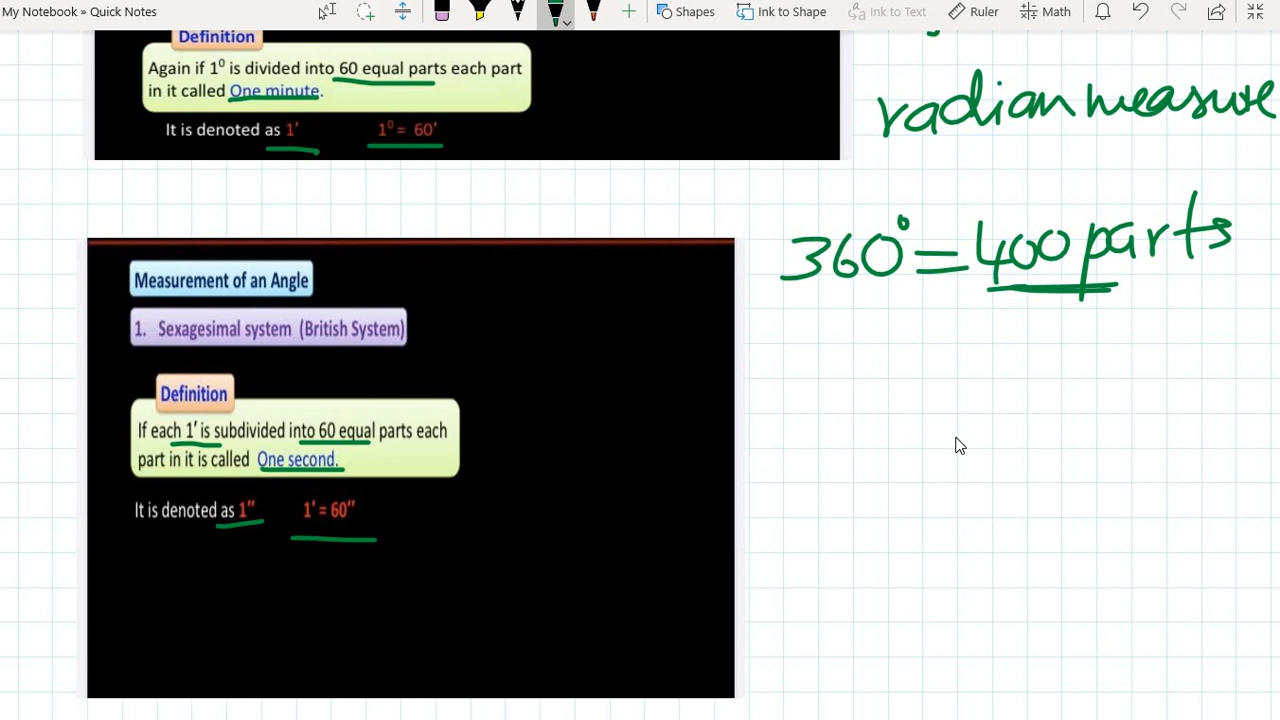 My Notebook » Quick Notes
Shapes
Ink to Shape
Ink to Text
Ruler
Math
Definition
Again if 1⁰ is divided into 60 equal parts each part
in it called One minute.
It is denoted as 1′ 1⁰ = 60′
radian measure
360° = 400 parts
Measurement of an Angle
1. Sexagesimal system (British System)
Definition
If each 1′ is subdivided into 60 equal parts each
part in it is called One second.
It is denoted as 1″ 1′ = 60″